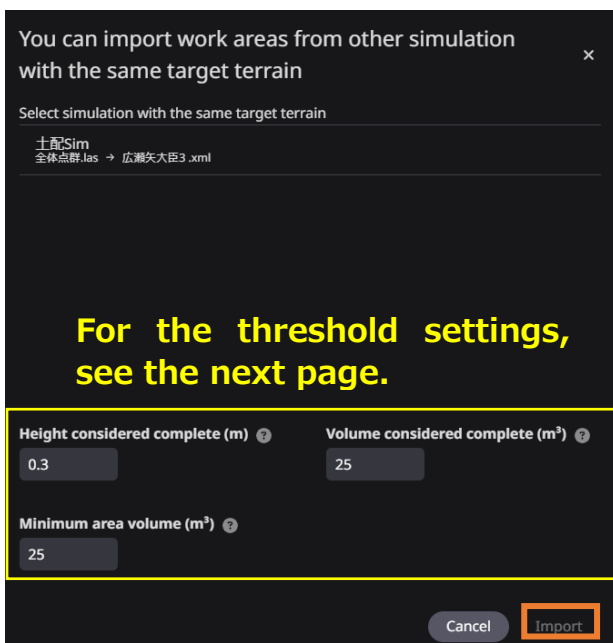 You can import work areas from other simulation
with the same target terrain
×
Select simulation with the same target terrain
土配Sim
全体点群.las → 広瀬矢大臣3 .xml
For the threshold settings,
see the next page.
Height considered complete (m) ?
Volume considered complete (m³) ?
0.3
25
Minimum area volume (m³) ?
25
Cancel
Import